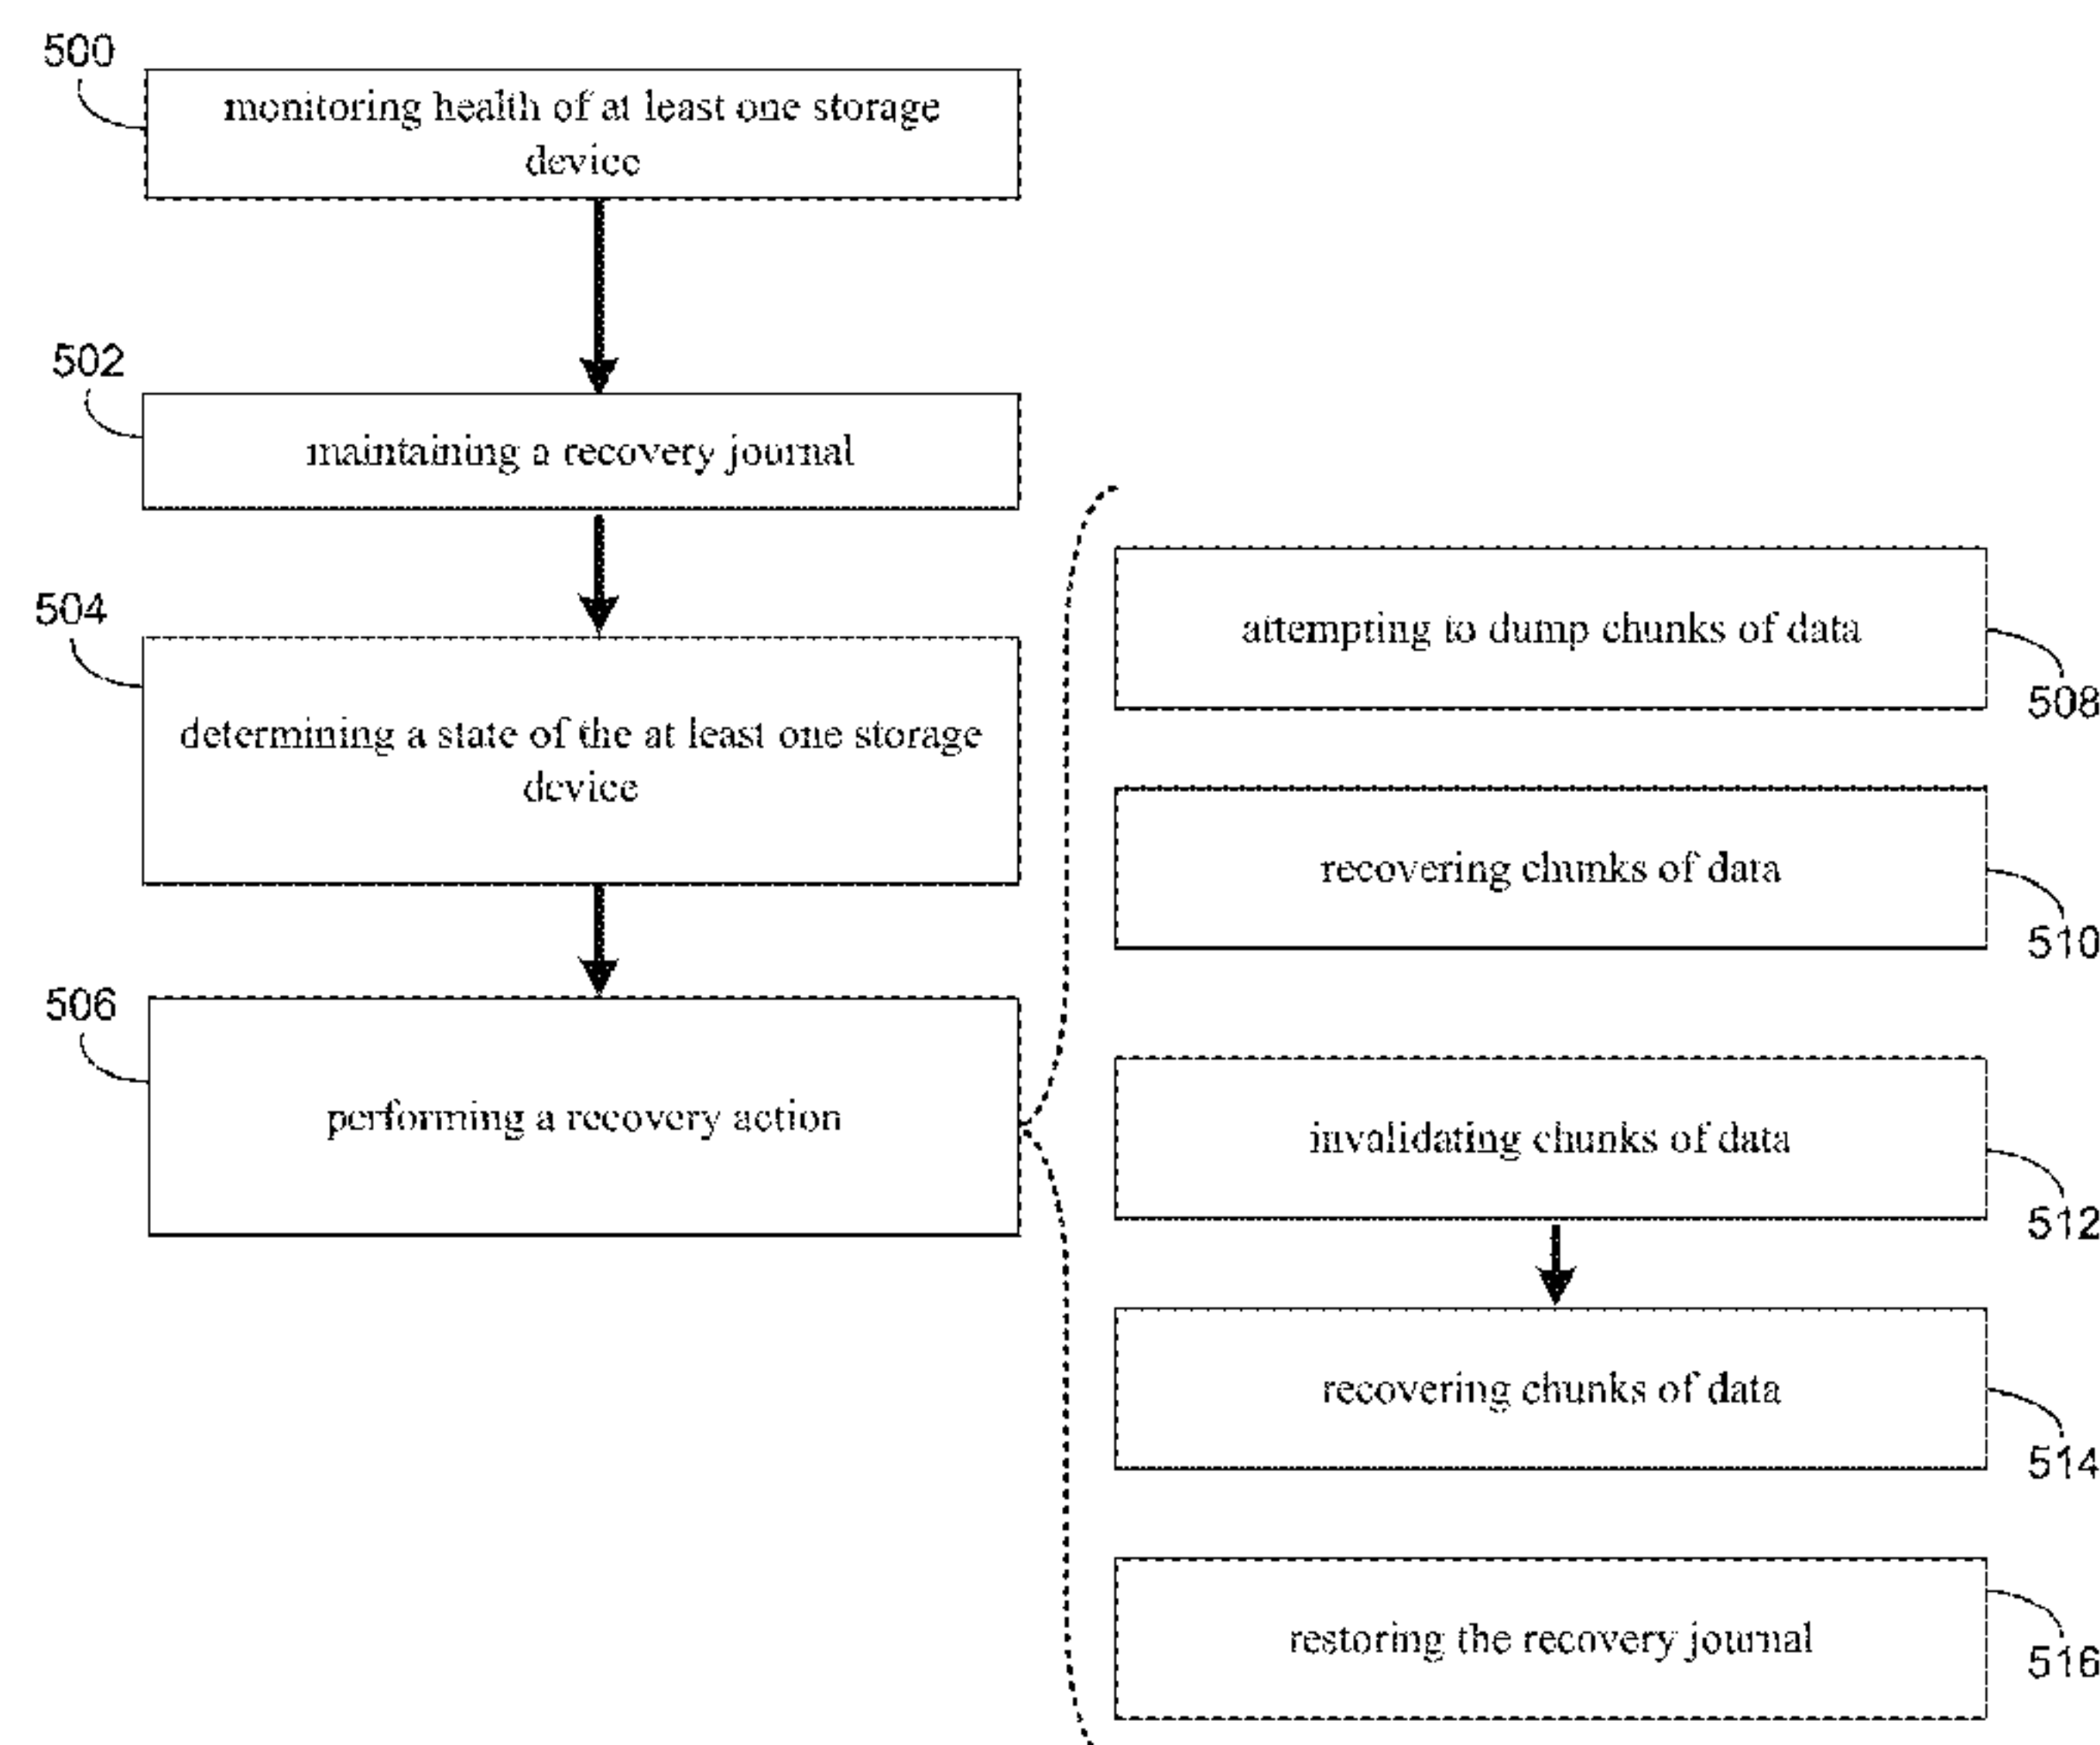 500
monitoring health of at least one storage
device
502
maintaining a recovery journal
504
determining a state of the at least one storage
device
506
performing a recovery action
attempting to dump chunks of data
508
recovering chunks of data
510
invalidating chunks of data
512
recovering chunks of data
514
restoring the recovery journal
516